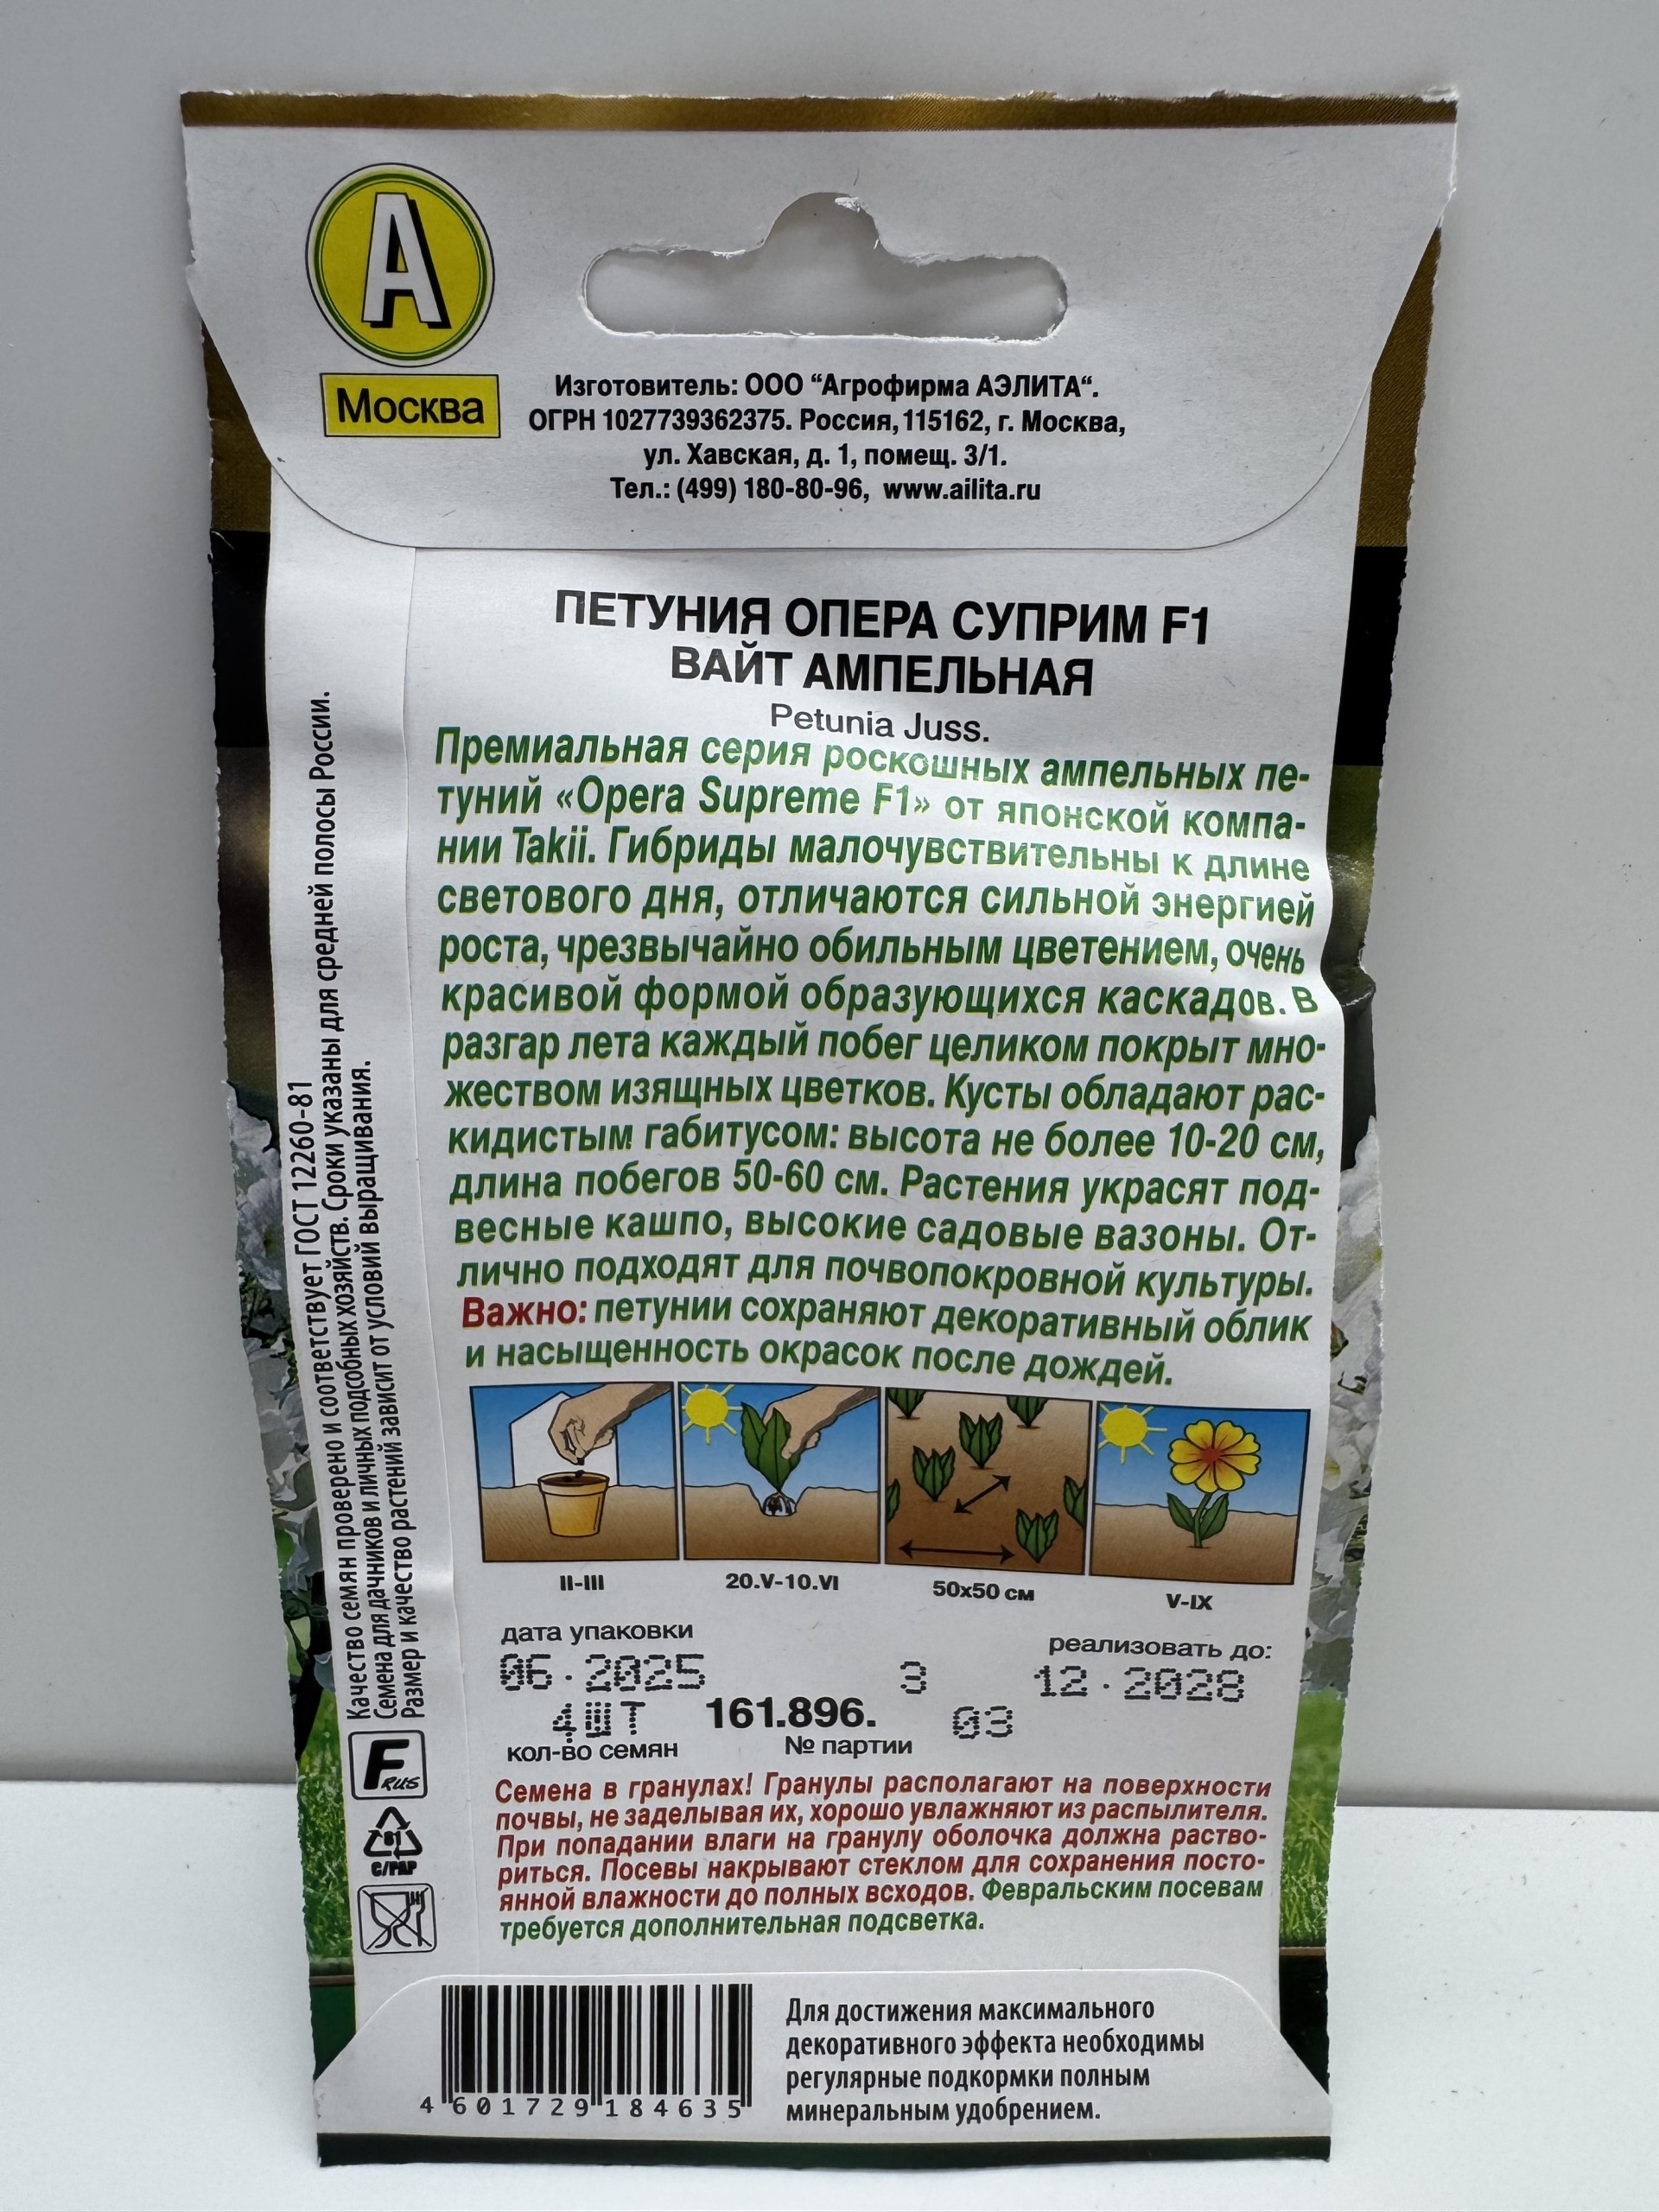 А
Москва
Изготовитель: ООО “Агрофирма АЭЛИТА“.
ОГРН 1027739362375. Россия, 115162, г. Москва,
ул. Хавская, д. 1, помещ. 3/1.
Тел.: (499) 180-80-96, www.ailita.ru
ПЕТУНИЯ ОПЕРА СУПРИМ F1
ВАЙТ АМПЕЛЬНАЯ
Petunia Juss.
Премиальная серия роскошных ампельных пе-
туний «Opera Supreme F1» от японской компа-
нии Takii. Гибриды малочувствительны к длине
светового дня, отличаются сильной энергией
роста, чрезвычайно обильным цветением, очень
красивой формой образующихся каскадов. В
разгар лета каждый побег целиком покрыт мно-
жеством изящных цветков. Кусты обладают рас-
кидистым габитусом: высота не более 10-20 см,
длина побегов 50-60 см. Растения украсят под-
весные кашпо, высокие садовые вазоны. От-
лично подходят для почвопокровной культуры.
Важно: петунии сохраняют декоративный облик
и насыщенность окрасок после дождей.
II-III
20.V-10.VI
50x50 см
V-IX
дата упаковки
реализовать до:
06.2025
3
12.2028
4ШТ
161.896.
03
кол-во семян
№ партии
Семена в гранулах! Гранулы располагают на поверхности
почвы, не заделывая их, хорошо увлажняют из распылителя.
При попадании влаги на гранулу оболочка должна раство-
риться. Посевы накрывают стеклом для сохранения посто-
янной влажности до полных всходов. Февральским посевам
требуется дополнительная подсветка.
Качество семян проверено и соответствует ГОСТ 12260-81
Семена для дачников и личных подсобных хозяйств. Сроки указаны для средней полосы России.
Размер и качество растений зависит от условий выращивания.
F RUS
81
C/PAP
4 601729 184635
Для достижения максимального
декоративного эффекта необходимы
регулярные подкормки полным
минеральным удобрением.